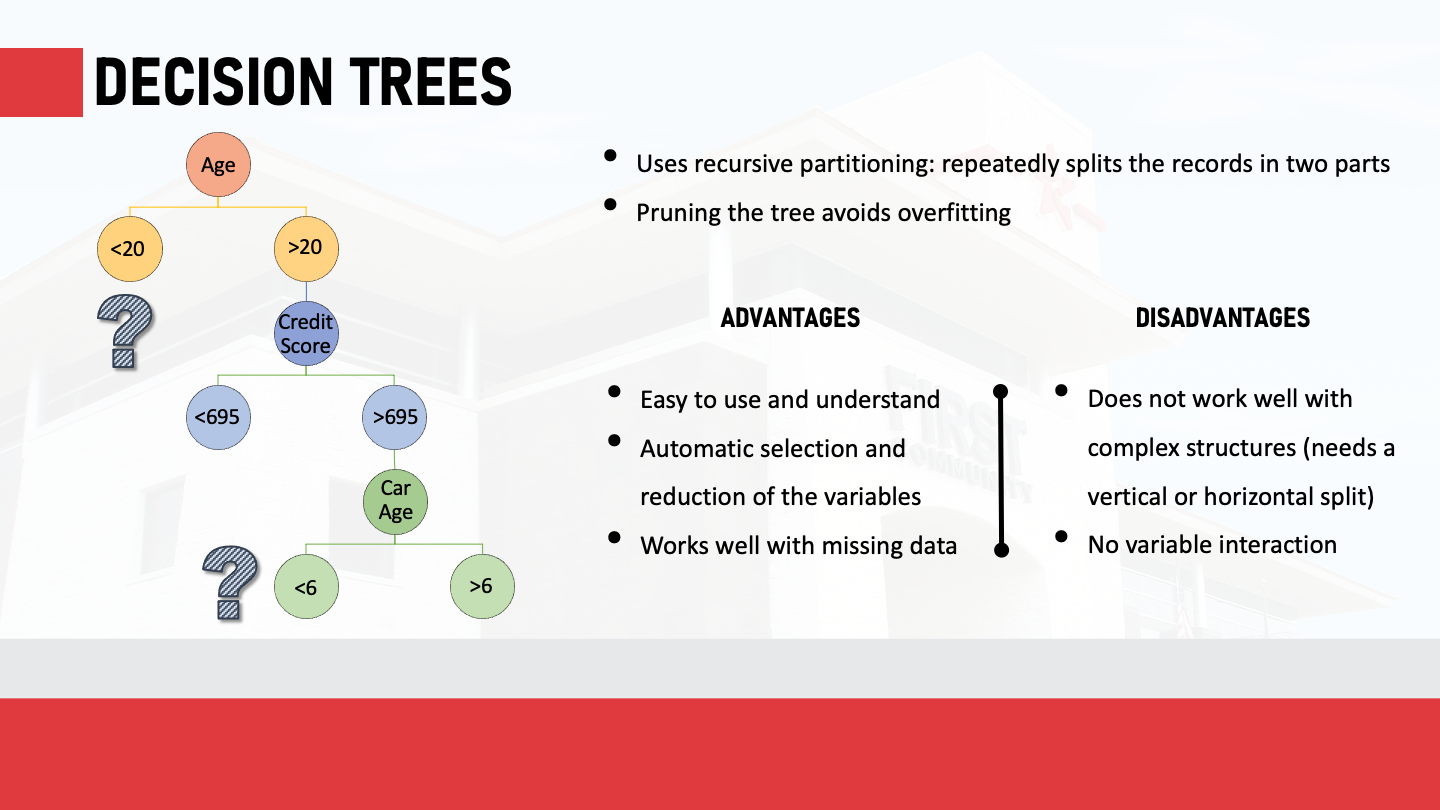 DECISION TREES
Age
<20
>20
?
Credit
Score
<695
>695
Car
Age
?
<6
>6
• Uses recursive partitioning: repeatedly splits the records in two parts
• Pruning the tree avoids overfitting
ADVANTAGES
• Easy to use and understand
• Automatic selection and
reduction of the variables
• Works well with missing data
DISADVANTAGES
• Does not work well with
complex structures (needs a
vertical or horizontal split)
• No variable interaction
FIRST
COMMUNITY